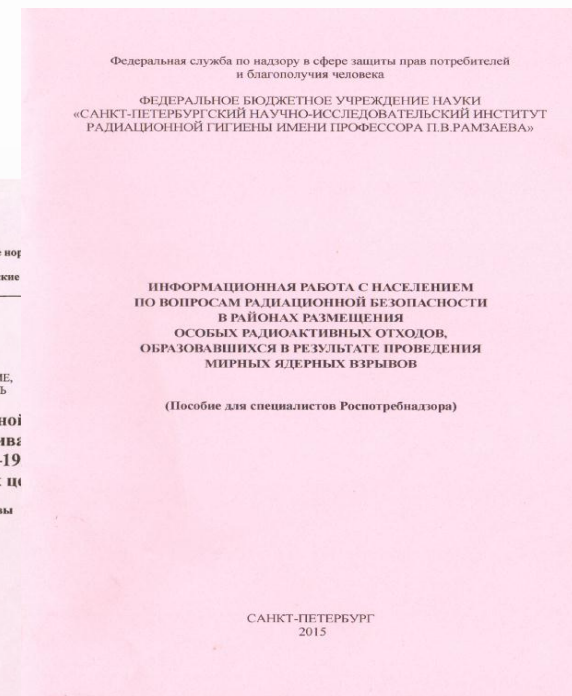 Федеральная служба по надзору в сфере защиты прав потребителей
и благополучия человека
ФЕДЕРАЛЬНОЕ БЮДЖЕТНОЕ УЧРЕЖДЕНИЕ НАУКИ
«САНКТ-ПЕТЕРБУРГСКИЙ НАУЧНО-ИССЛЕДОВАТЕЛЬСКИЙ ИНСТИТУТ
РАДИАЦИОННОЙ ГИГИЕНЫ ИМЕНИ ПРОФЕССОРА П.В.РАМЗАЕВА»
ИНФОРМАЦИОННАЯ РАБОТА С НАСЕЛЕНИЕМ
ПО ВОПРОСАМ РАДИАЦИОННОЙ БЕЗОПАСНОСТИ
В РАЙОНАХ РАЗМЕЩЕНИЯ
ОСОБЫХ РАДИОАКТИВНЫХ ОТХОДОВ,
ОБРАЗОВАВШИХСЯ В РЕЗУЛЬТАТЕ ПРОВЕДЕНИЯ
МИРНЫХ ЯДЕРНЫХ ВЗРЫВОВ
(Пособие для специалистов Роспотребнадзора)
САНКТ-ПЕТЕРБУРГ
2015